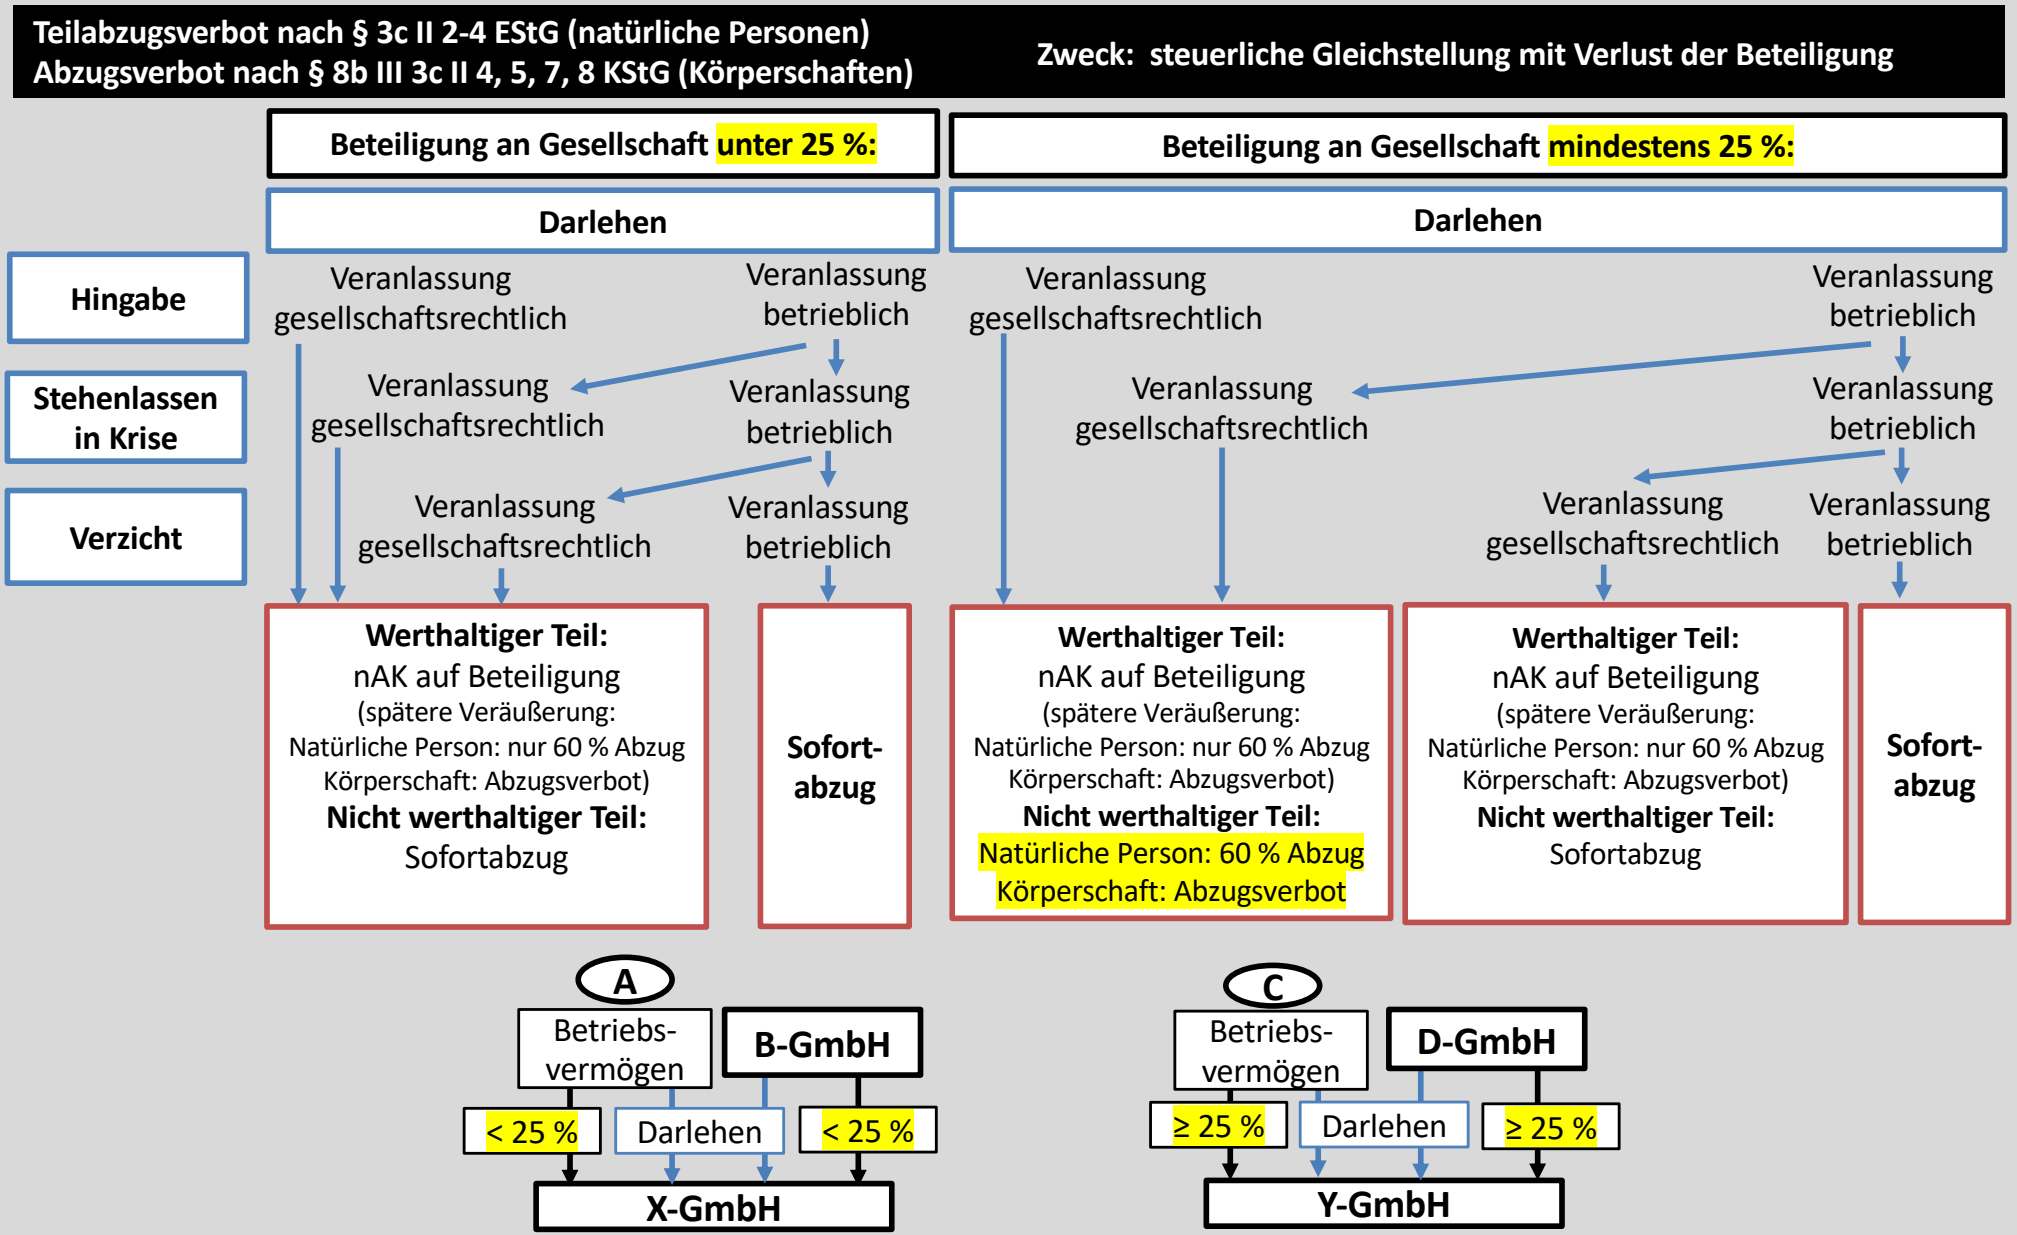 Teilabzugsverbot nach § 3c II 2-4 EStG (natürliche Personen)
Abzugsverbot nach § 8b III 3c II 4, 5, 7, 8 KStG (Körperschaften)
Zweck: steuerliche Gleichstellung mit Verlust der Beteiligung
Beteiligung an Gesellschaft unter 25 %:
Beteiligung an Gesellschaft mindestens 25 %:
Darlehen
Darlehen
Hingabe
Veranlassung
gesellschaftsrechtlich
Veranlassung
betrieblich
Veranlassung
gesellschaftsrechtlich
Veranlassung
betrieblich
Stehenlassen
in Krise
Veranlassung
gesellschaftsrechtlich
Veranlassung
betrieblich
Veranlassung
gesellschaftsrechtlich
Veranlassung
betrieblich
Verzicht
Veranlassung
gesellschaftsrechtlich
Veranlassung
betrieblich
Veranlassung
gesellschaftsrechtlich
Veranlassung
betrieblich
Werthaltiger Teil:
nAK auf Beteiligung
(spätere Veräußerung:
Natürliche Person: nur 60 % Abzug
Körperschaft: Abzugsverbot)
Nicht werthaltiger Teil:
Sofortabzug
Sofort-
abzug
Werthaltiger Teil:
nAK auf Beteiligung
(spätere Veräußerung:
Natürliche Person: nur 60 % Abzug
Körperschaft: Abzugsverbot)
Nicht werthaltiger Teil:
Natürliche Person: 60 % Abzug
Körperschaft: Abzugsverbot
Werthaltiger Teil:
nAK auf Beteiligung
(spätere Veräußerung:
Natürliche Person: nur 60 % Abzug
Körperschaft: Abzugsverbot)
Nicht werthaltiger Teil:
Sofortabzug
Sofort-
abzug
A
Betriebs-
vermögen
B-GmbH
< 25 %
Darlehen
< 25 %
X-GmbH
C
Betriebs-
vermögen
D-GmbH
≥ 25 %
Darlehen
≥ 25 %
Y-GmbH